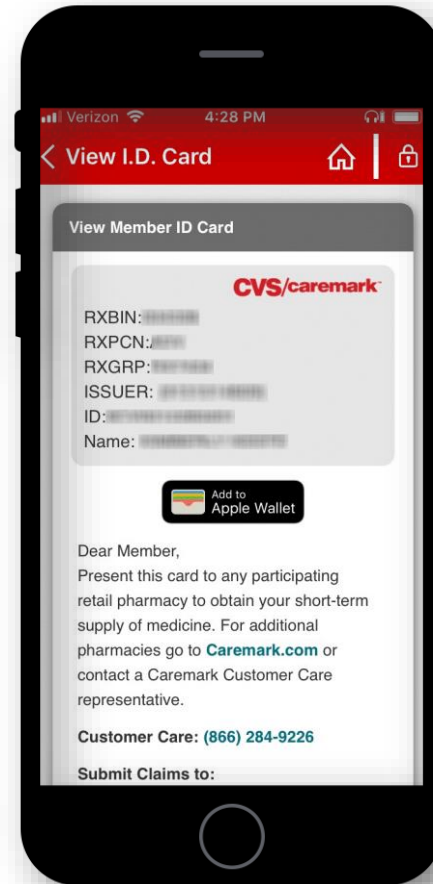 Verizon 4:28 PM
View I.D. Card
View Member ID Card
CVS/caremark
RXBIN:
RXPCN:
RXGRP:
ISSUER:
ID:
Name:
Add to
Apple Wallet
Dear Member,
Present this card to any participating
retail pharmacy to obtain your short-term
supply of medicine. For additional
pharmacies go to Caremark.com or
contact a Caremark Customer Care
representative.
Customer Care: (866) 284-9226
Submit Claims to: